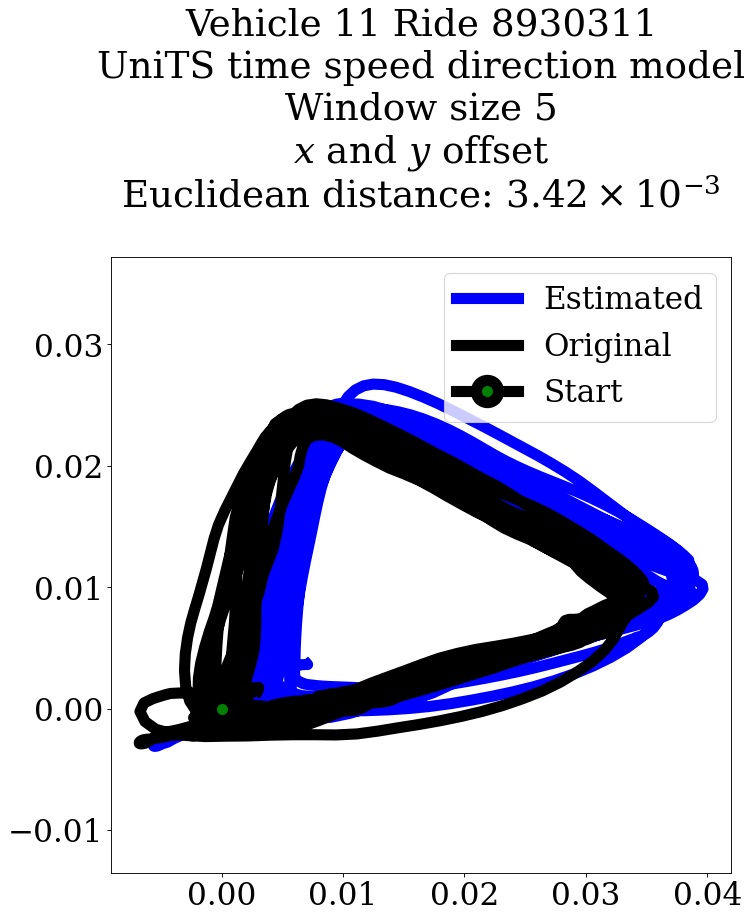 Vehicle 11 Ride 8930311
UniTS time speed direction model
Window size 5
x and y offset
Euclidean distance: 3.42 × 10⁻³
Estimated
Original
Start
0.03
0.02
0.01
0.00
−0.01
0.00 0.01 0.02 0.03 0.04